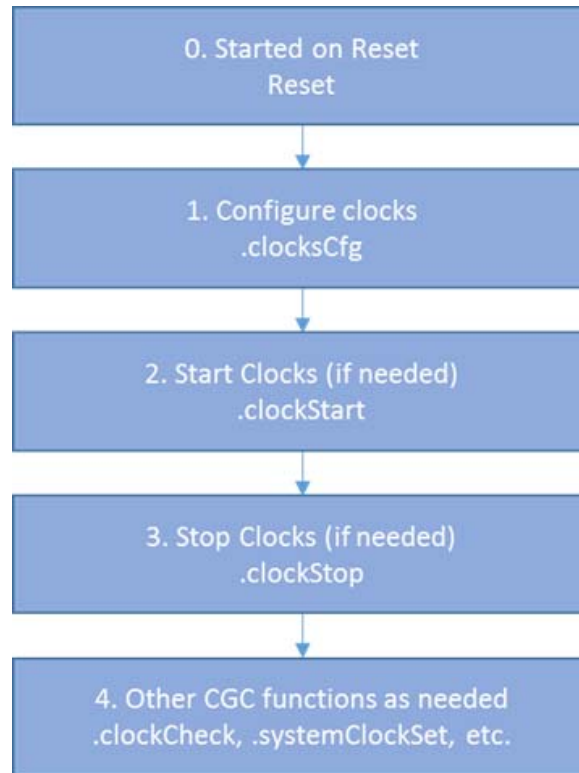 0. Started on Reset
Reset
1. Configure clocks
.clocksCfg
2. Start Clocks (if needed)
.clockStart
3. Stop Clocks (if needed)
.clockStop
4. Other CGC functions as needed
.clockCheck, .systemClockSet, etc.